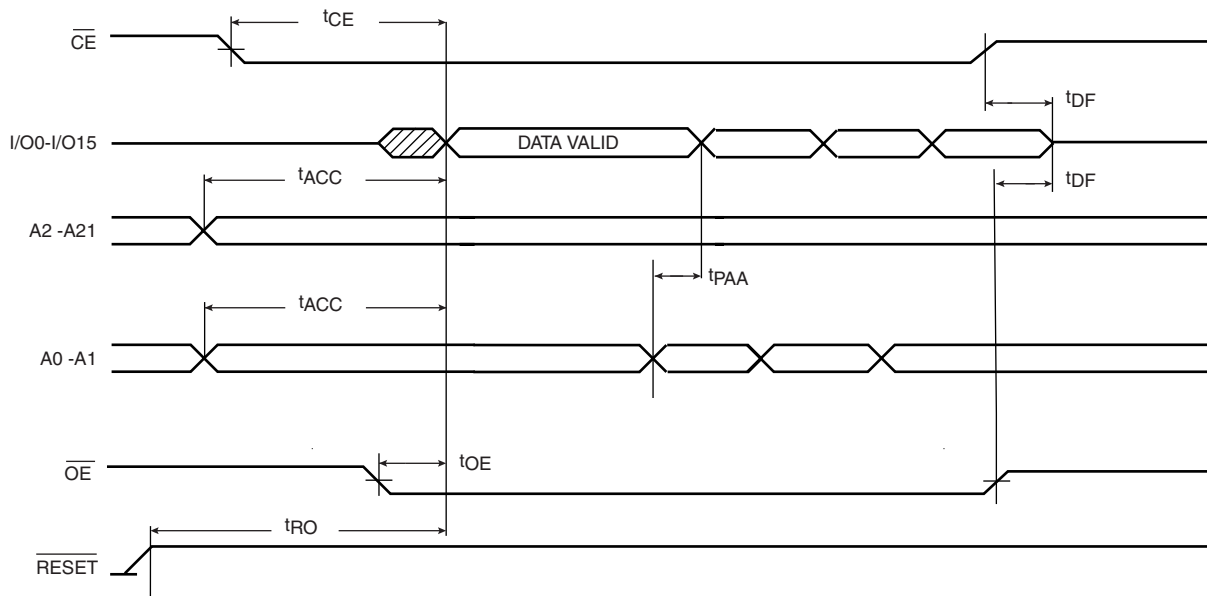 tCE
CE
tDF
I/O0-I/O15
DATA VALID
tACC
tDF
A2 -A21
tPAA
tACC
A0 -A1
tOE
OE
tRO
RESET